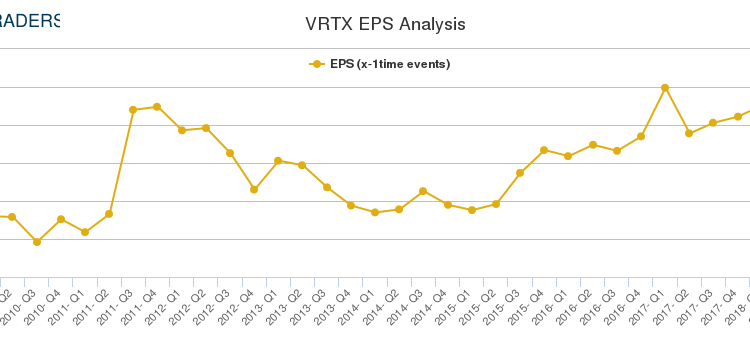 RADERS
VRTX EPS Analysis
EPS (x-1time events)
Q2
2010- Q3
2010- Q4
2011- Q1
2011- Q2
2011- Q3
2011- Q4
2012- Q1
2012- Q2
2012- Q3
2012- Q4
2013- Q1
2013- Q2
2013- Q3
2013- Q4
2014- Q1
2014- Q2
2014- Q3
2014- Q4
2015- Q1
2015- Q2
2015- Q3
2015- Q4
2016- Q1
2016- Q2
2016- Q3
2016- Q4
2017- Q1
2017- Q2
2017- Q3
2017- Q4
2018-